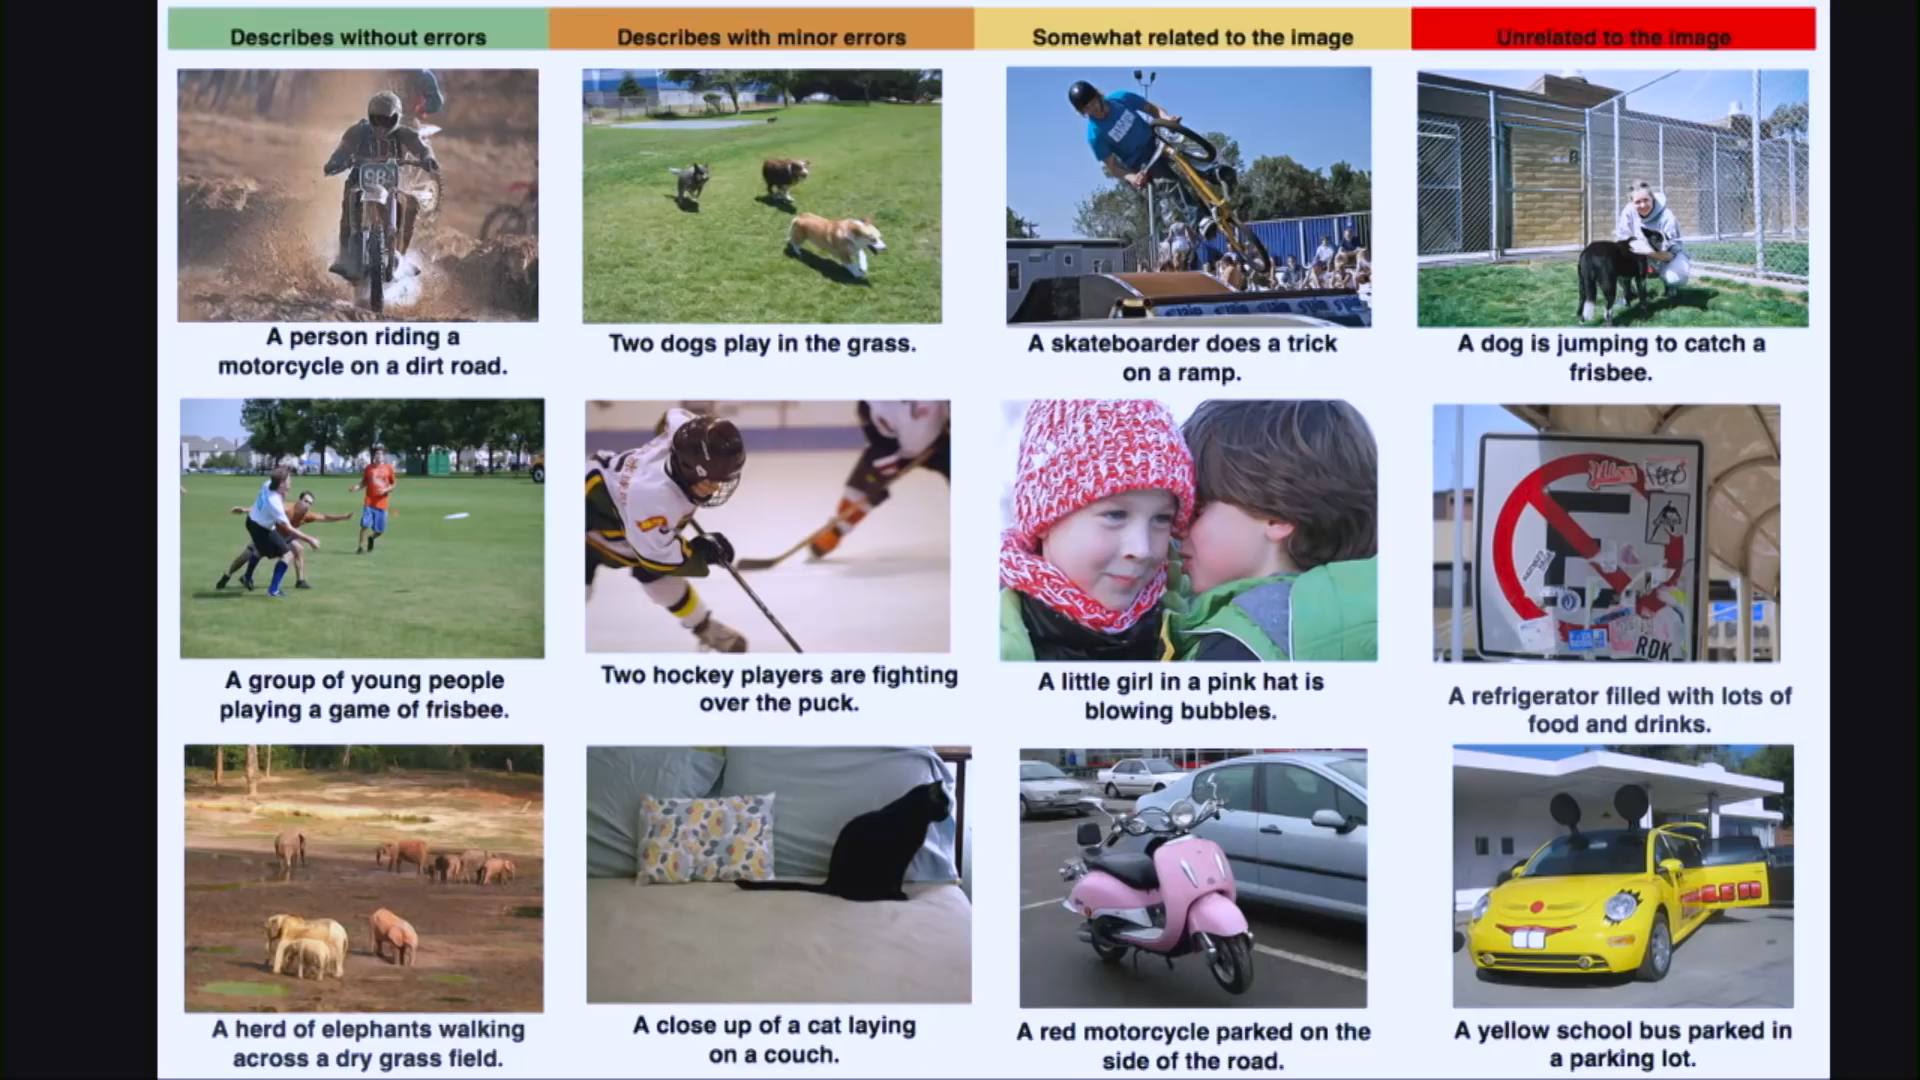 Describes without errors
Describes with minor errors
Somewhat related to the image
Unrelated to the image
98
A person riding a
motorcycle on a dirt road.
Two dogs play in the grass.
A skateboarder does a trick
on a ramp.
A dog is jumping to catch a
frisbee.
RDK
A group of young people
playing a game of frisbee.
Two hockey players are fighting
over the puck.
A little girl in a pink hat is
blowing bubbles.
A refrigerator filled with lots of
food and drinks.
A herd of elephants walking
across a dry grass field.
A close up of a cat laying
on a couch.
A red motorcycle parked on the
side of the road.
A yellow school bus parked in
a parking lot.